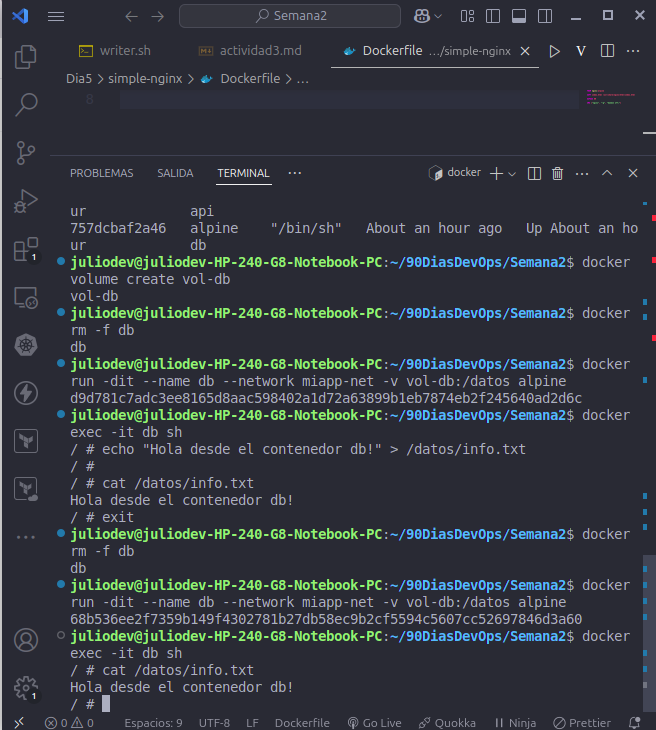 Semana2
writer.sh
actividad3.md
Dockerfile .../simple-nginx
V
Dia5 > simple-nginx > Dockerfile > ...
8
PROBLEMAS SALIDA TERMINAL ...
docker
ur             api
757dcbaf2a46   alpine    "/bin/sh"   About an hour ago   Up About an ho
ur             db
juliodev@juliodev-HP-240-G8-Notebook-PC:~/90DiasDevOps/Semana2$ docker
volume create vol-db
vol-db
juliodev@juliodev-HP-240-G8-Notebook-PC:~/90DiasDevOps/Semana2$ docker
rm -f db
db
juliodev@juliodev-HP-240-G8-Notebook-PC:~/90DiasDevOps/Semana2$ docker
run -dit --name db --network miapp-net -v vol-db:/datos alpine
d9d781c7adc3ee8165d8aac598402a1d72a63899b1eb7874eb2f245640ad2d6c
juliodev@juliodev-HP-240-G8-Notebook-PC:~/90DiasDevOps/Semana2$ docker
exec -it db sh
/ # echo "Hola desde el contenedor db!" > /datos/info.txt
/ #
/ # cat /datos/info.txt
Hola desde el contenedor db!
/ # exit
juliodev@juliodev-HP-240-G8-Notebook-PC:~/90DiasDevOps/Semana2$ docker
rm -f db
db
juliodev@juliodev-HP-240-G8-Notebook-PC:~/90DiasDevOps/Semana2$ docker
run -dit --name db --network miapp-net -v vol-db:/datos alpine
68b536ee2f7359b149f4302781b27db58ec9b2cf5594c5607cc52697846d3a60
juliodev@juliodev-HP-240-G8-Notebook-PC:~/90DiasDevOps/Semana2$ docker
exec -it db sh
/ # cat /datos/info.txt
Hola desde el contenedor db!
/ #
1
1
0 0 Espacios: 9 UTF-8 LF Dockerfile Go Live Quokka Ninja Prettier